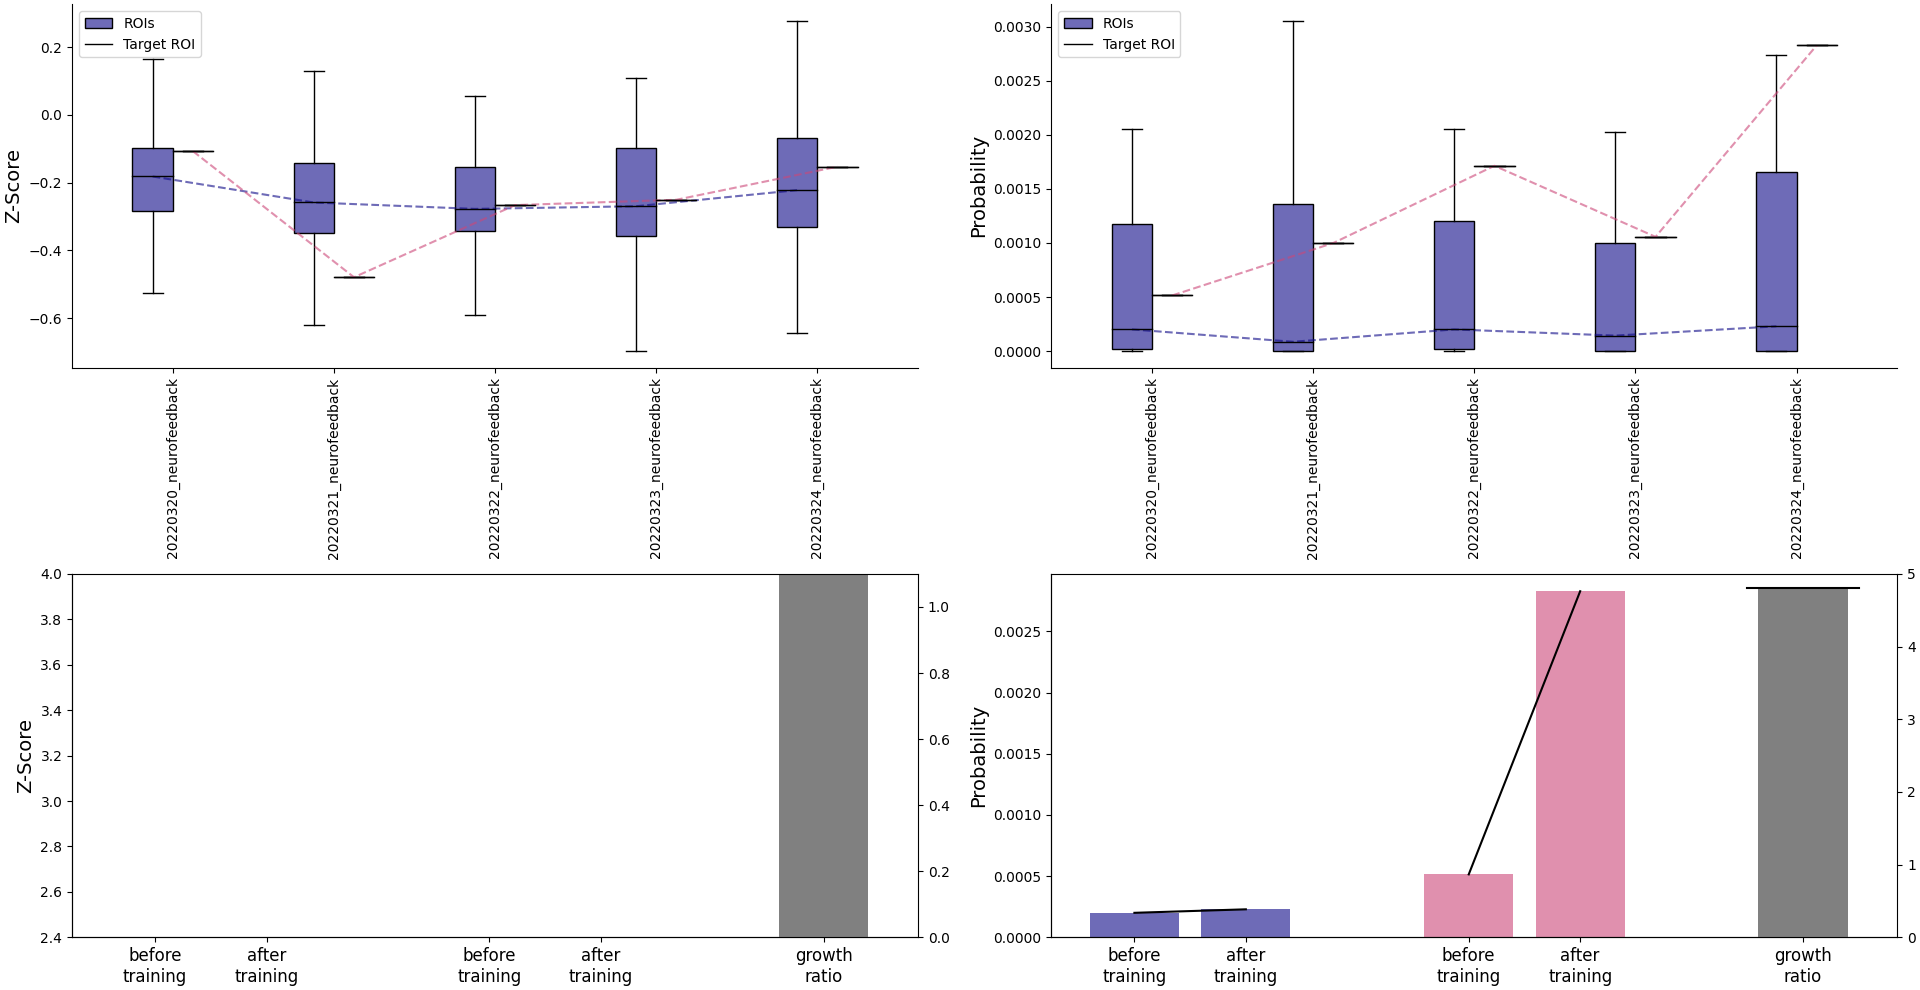 ROIs
Target ROI
0.2
0.0
−0.2
−0.4
−0.6
Z-Score
20220320_neurofeedback
20220321_neurofeedback
20220322_neurofeedback
20220323_neurofeedback
20220324_neurofeedback
ROIs
Target ROI
0.0030
0.0025
0.0020
0.0015
0.0010
0.0005
0.0000
Probability
20220320_neurofeedback
20220321_neurofeedback
20220322_neurofeedback
20220323_neurofeedback
20220324_neurofeedback
4.0
3.8
3.6
3.4
3.2
3.0
2.8
2.6
2.4
Z-Score
1.0
0.8
0.6
0.4
0.2
0.0
before
training
after
training
before
training
after
training
growth
ratio
0.0025
0.0020
0.0015
0.0010
0.0005
0.0000
Probability
5
4
3
2
1
0
before
training
after
training
before
training
after
training
growth
ratio